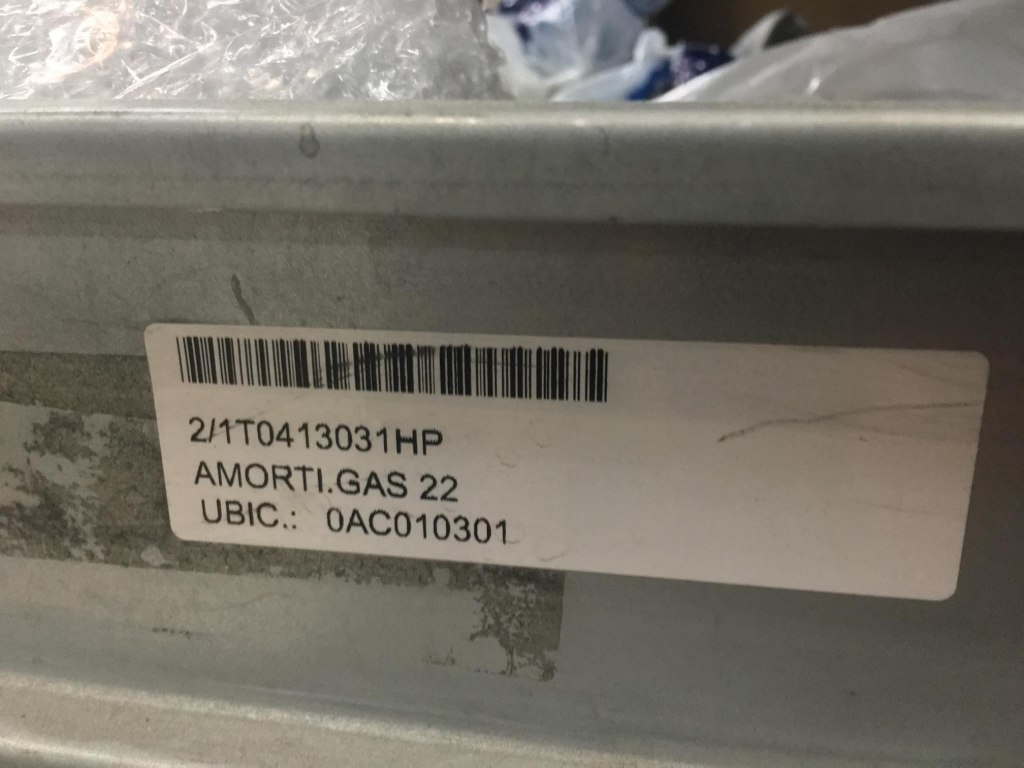 2/1T0413031HP
AMORTI.GAS 22
UBIC.: 0AC010301